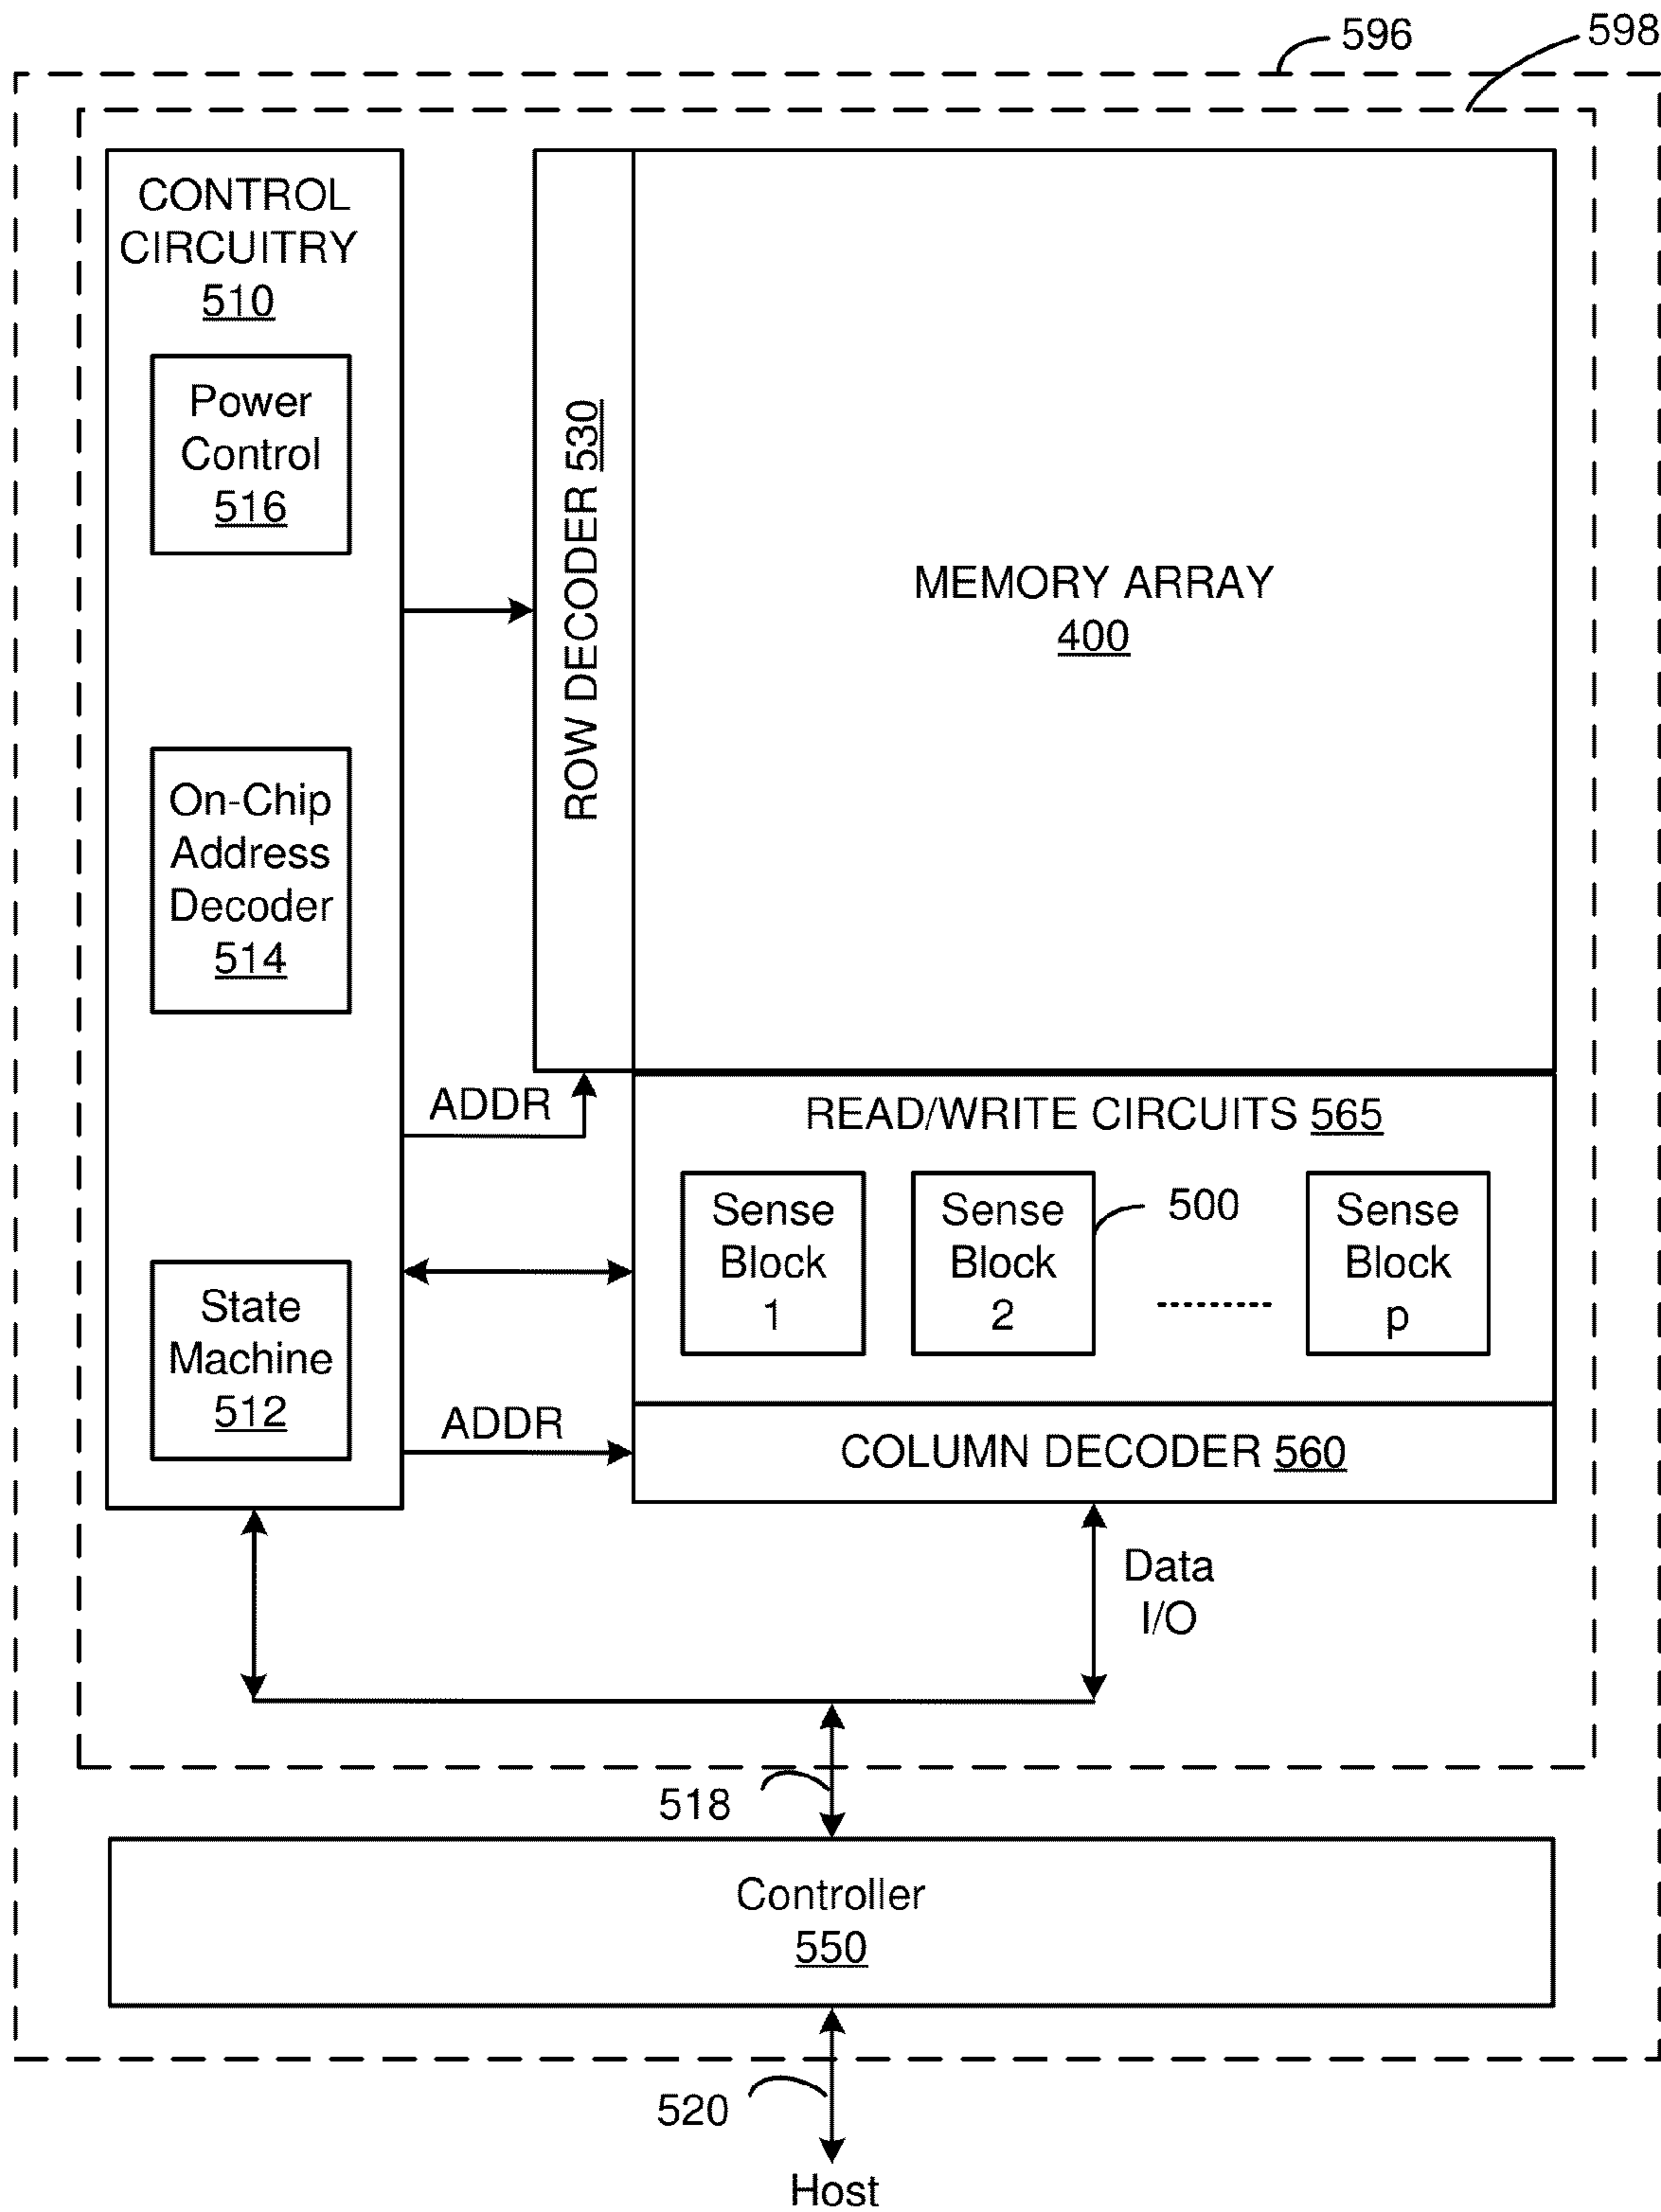 596
598
CONTROL
CIRCUITRY
510
Power
Control
516
On-Chip
Address
Decoder
514
State
Machine
512
ROW DECODER 530
MEMORY ARRAY
400
ADDR
READ/WRITE CIRCUITS 565
Sense
Block
1
Sense
Block
2
500
Sense
Block
p
ADDR
COLUMN DECODER 560
Data
I/O
518
Controller
550
520
Host